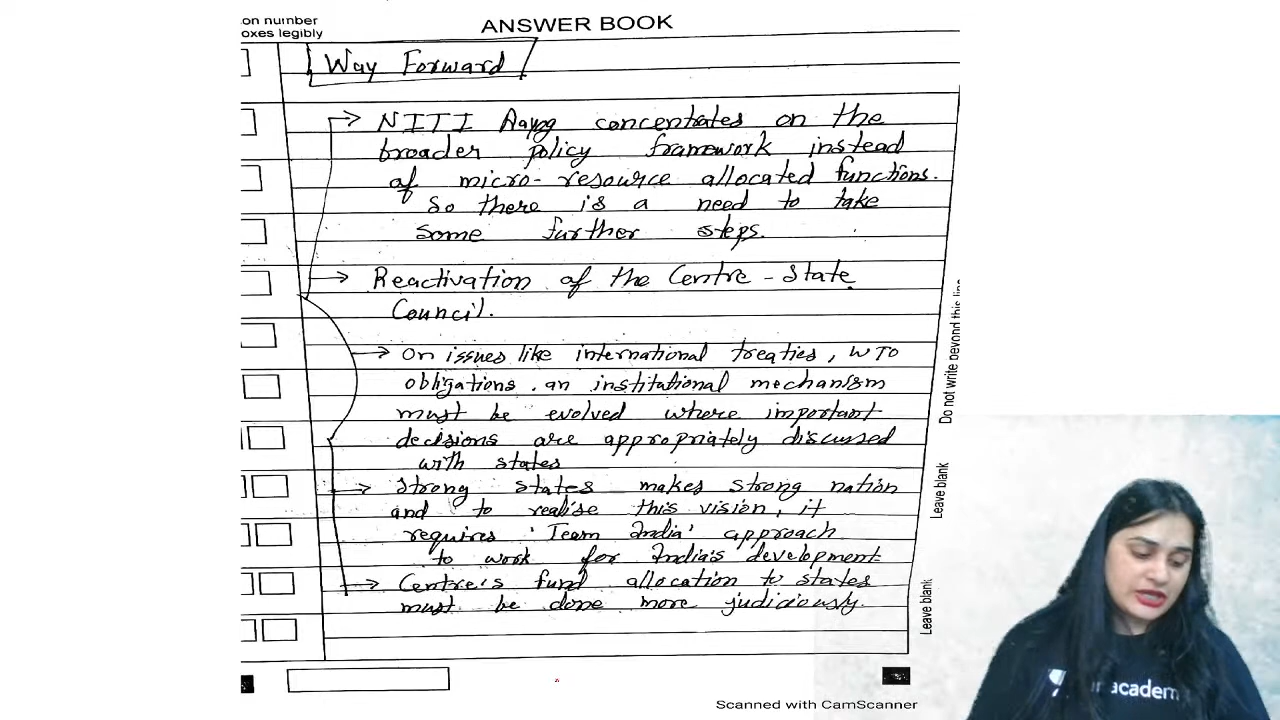 on number
oxes legibly
ANSWER BOOK
Way Forward
NITI Aayog concentrates on the
broader policy framework instead
of micro-resource allocated functions.
So there is a need to take
some further steps.
Reactivation of the Centre-State
Council.
On issues like international treaties, WTO
obligations. an institutional mechanism
must be evolved where important
decisions are appropriately discussed
with states
Strong states makes strong nation
and to realise this vision, it
requires 'Team India' approach
to work for India's development
Centre's fund allocation to states
must be done more judiciously.
Do not write beyond this line
Leave blank
Leave blank
Scanned with CamScanner
academ